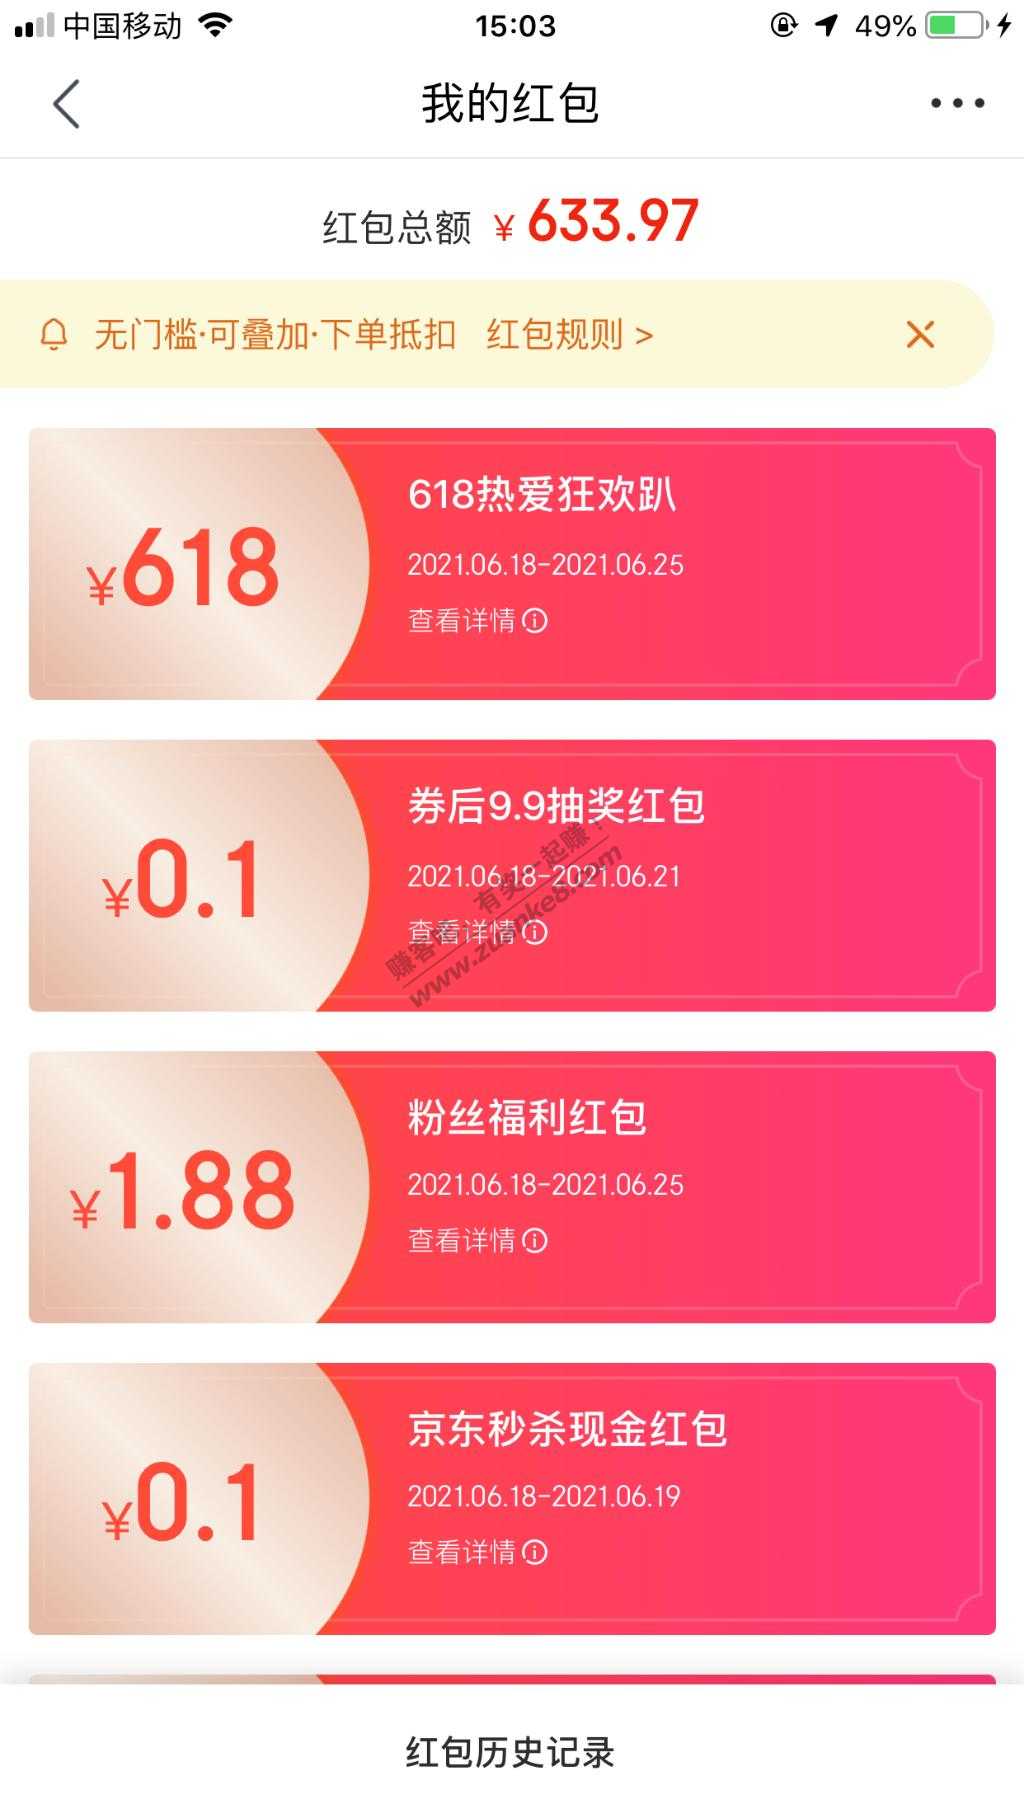 中国移动 15:03 49%
我的红包
红包总额 ¥ 633.97
无门槛·可叠加·下单抵扣 红包规则 >
¥618
618热爱狂欢趴
2021.06.18-2021.06.25
查看详情
¥0.1
券后9.9抽奖红包
2021.06.18-2021.06.21
查看详情
赚客吧，有奖一起赚！
www.zuanke8.com
¥1.88
粉丝福利红包
2021.06.18-2021.06.25
查看详情
¥0.1
京东秒杀现金红包
2021.06.18-2021.06.19
查看详情
红包历史记录